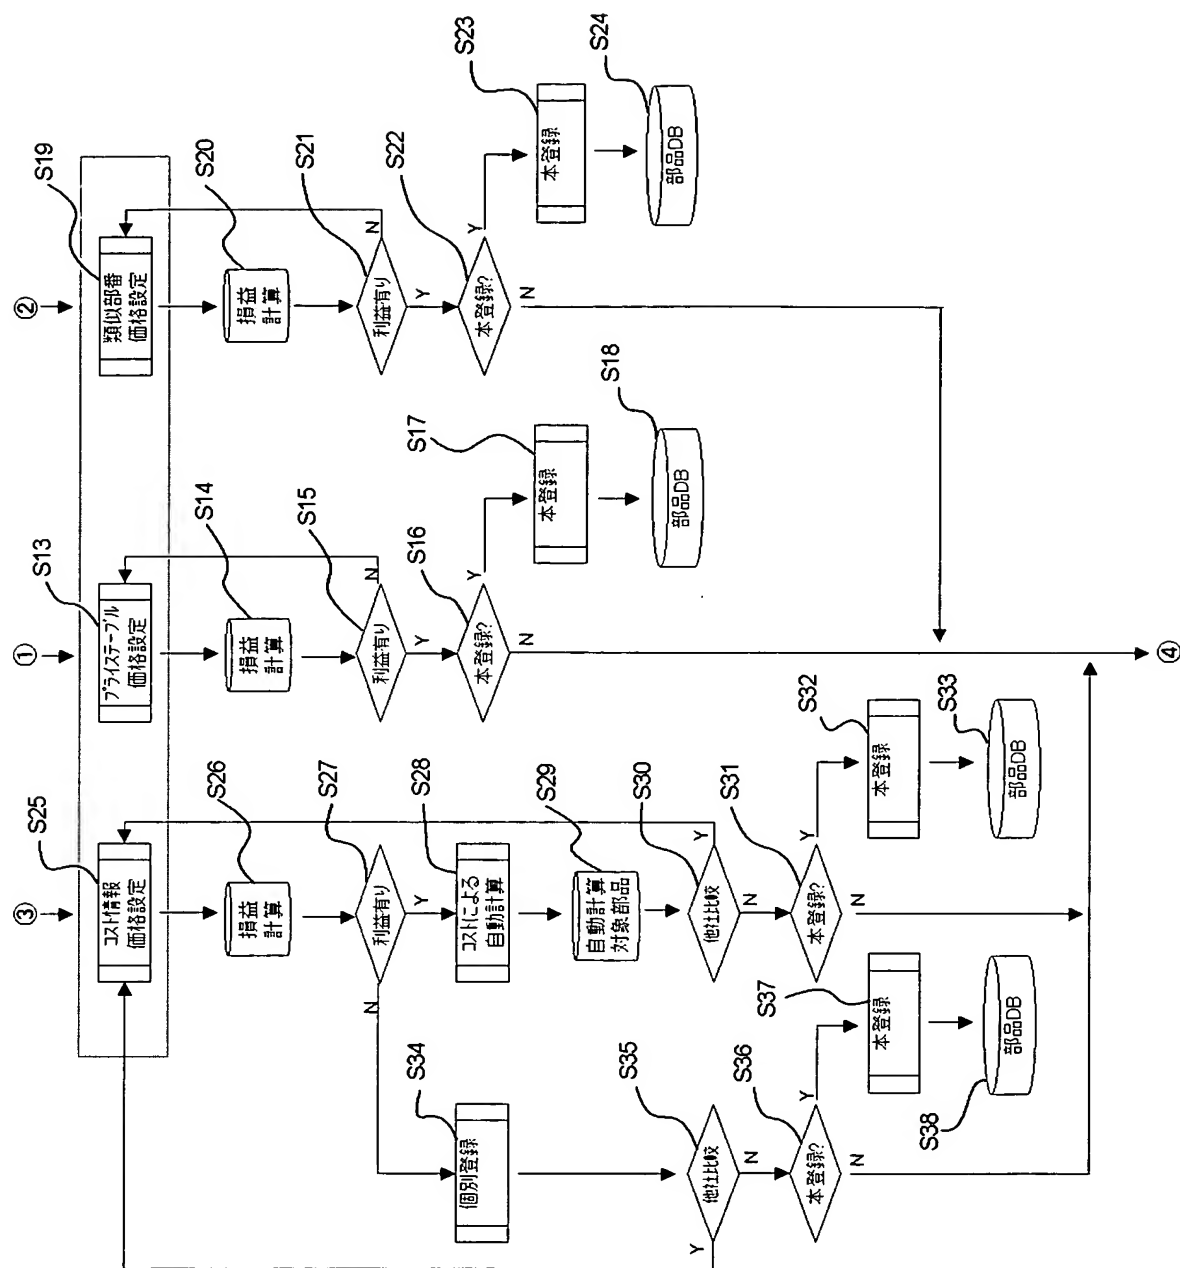 ③
S25
コスト情報
価格設定
S26
損益
計算
S27
利益有り
N
Y
S28
コストによる
自動計算
S29
自動計算
対象部品
S30
他社比較
Y
N
S31
本登録?
Y
N
S32
本登録
S33
部品DB
S34
個別登録
S35
他社比較
Y
N
S36
本登録?
Y
N
S37
本登録
S38
部品DB
①
S13
プライステーブル
価格設定
S14
損益
計算
S15
利益有り
N
Y
S16
本登録?
Y
N
S17
本登録
S18
部品DB
②
S19
類似部番
価格設定
S20
損益
計算
S21
利益有り
N
Y
S22
本登録?
Y
N
S23
本登録
S24
部品DB
④